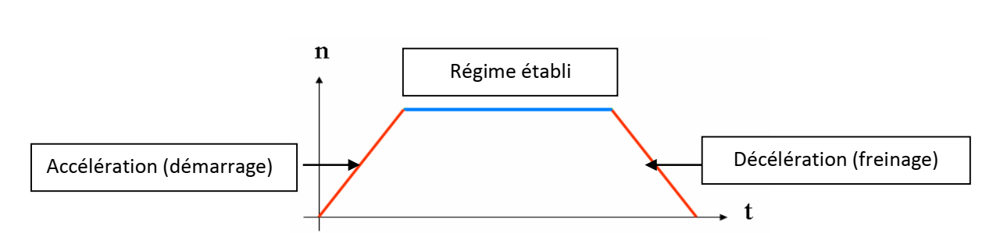 n
Régime établi
Accélération (démarrage)
Décélération (freinage)
t